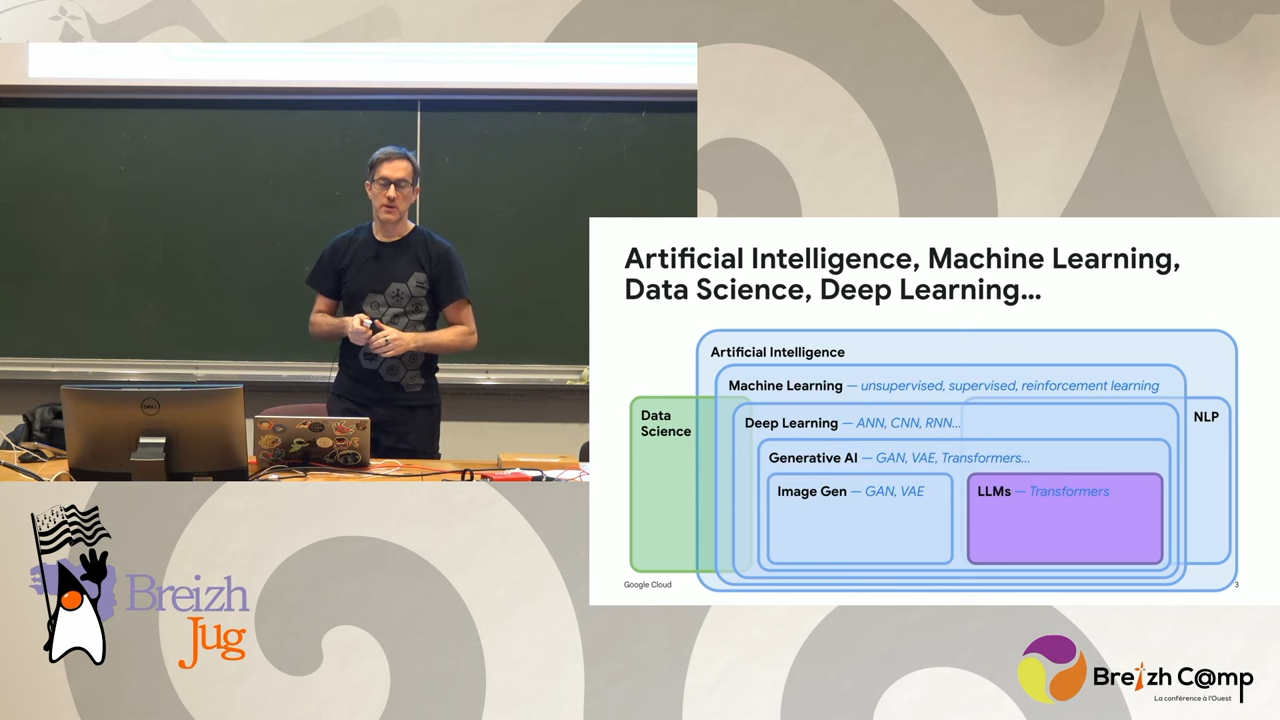 Artificial Intelligence, Machine Learning,
Data Science, Deep Learning...
Artificial Intelligence
Machine Learning — unsupervised, supervised, reinforcement learning
Data
Science
NLP
Deep Learning — ANN, CNN, RNN...
Generative AI — GAN, VAE, Transformers...
Image Gen — GAN, VAE
LLMs — Transformers
Google Cloud
3
DELL
Breizh
Jug
Breizh C@mp
La conférence à l'Ouest